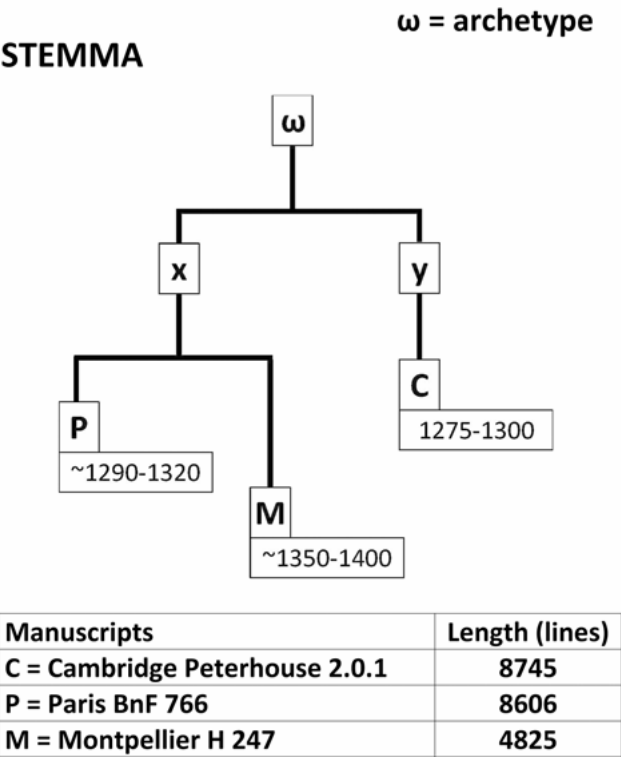 ω = archetype
STEMMA
ω
x
y
C
1275-1300
P
~1290-1320
M
~1350-1400
Manuscripts Length (lines)
C = Cambridge Peterhouse 2.0.1 8745
P = Paris BnF 766 8606
M = Montpellier H 247 4825